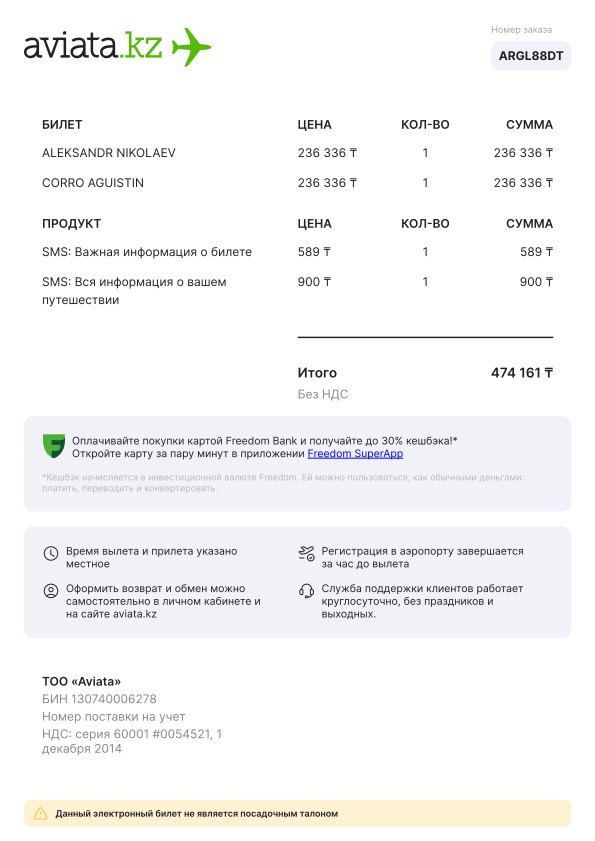 aviata.kz
Номер заказа
ARGL88DT
БИЛЕТ ЦЕНА КОЛ-ВО СУММА
ALEKSANDR NIKOLAEV 236 336 ₸ 1 236 336 ₸
CORRO AGUISTIN 236 336 ₸ 1 236 336 ₸
ПРОДУКТ ЦЕНА КОЛ-ВО СУММА
SMS: Важная информация о билете 589 ₸ 1 589 ₸
SMS: Вся информация о вашем 900 ₸ 1 900 ₸
путешествии
Итого 474 161 ₸
Без НДС
Оплачивайте покупки картой Freedom Bank и получайте до 30% кешбэка!*
Откройте карту за пару минут в приложении Freedom SuperApp
*Кешбэк начисляется в инвестиционной валюте Freedom. Ей можно пользоваться, как обычными деньгами:
платить, переводить и конвертировать.
Время вылета и прилета указано
местное
Регистрация в аэропорту завершается
за час до вылета
Оформить возврат и обмен можно
самостоятельно в личном кабинете и
на сайте aviata.kz
Служба поддержки клиентов работает
круглосуточно, без праздников и
выходных.
ТОО «Aviata»
БИН 130740006278
Номер поставки на учет
НДС: серия 60001 #0054521, 1
декабря 2014
Данный электронный билет не является посадочным талоном